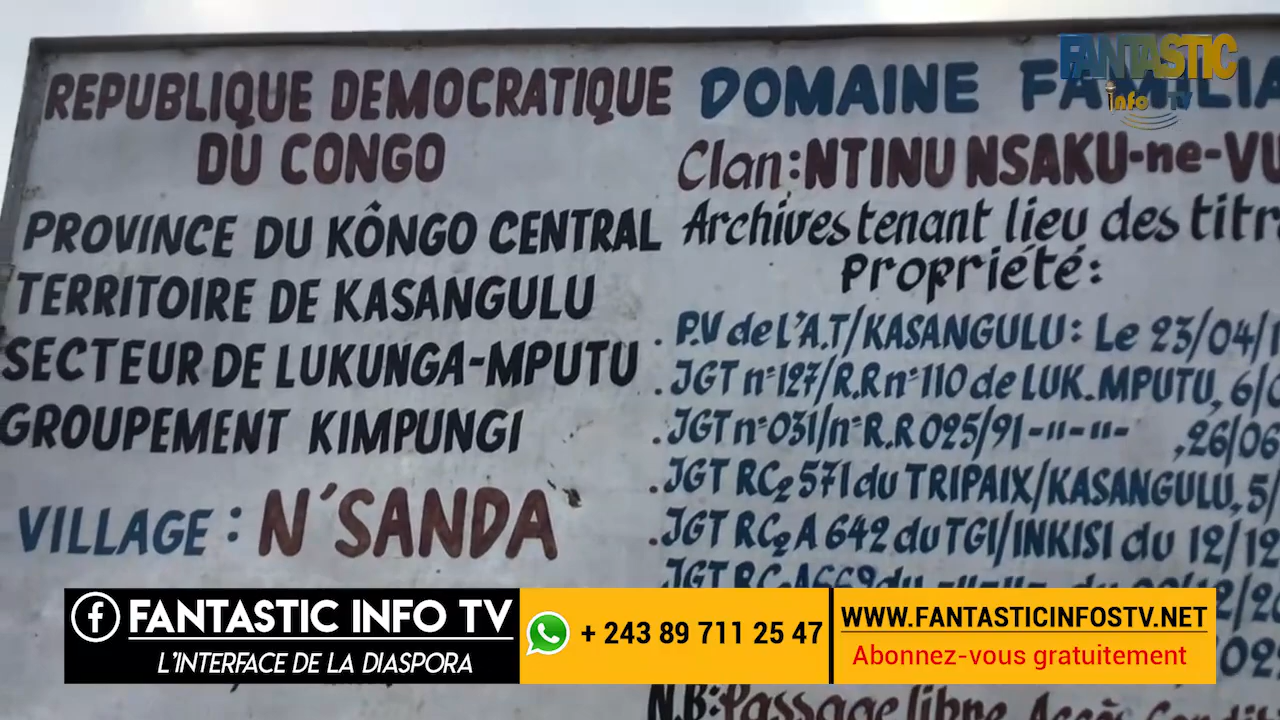 REPUBLIQUE DEMOCRATIQUE
DU CONGO
PROVINCE DU KÔNGO CENTRAL
TERRITOIRE DE KASANGULU
SECTEUR DE LUKUNGA-MPUTU
GROUPEMENT KIMPUNGI
VILLAGE : N'SANDA
FANTASTIC
info TV
DOMAINE
Clan: NTINU NSAKU-ne-VU
Archives tenant lieu des titr
Propriété:
. P.V de L'A.T/KASANGULU: Le 23/04/1
. JGT n°127/R.R n°110 de LUK. MPUTU, 6/
. JGT n°031/n°R.R 025/91 -"-"- ,26/06
. JGT RC2 571 du TRIPAIX/KASANGULU, 5/
. JGT RC2 A 642 du TGI/INKISI du 12/12
N.B: Passage libre
FANTASTIC INFO TV
L'INTERFACE DE LA DIASPORA
+ 243 89 711 25 47
WWW.FANTASTICINFOSTV.NET
Abonnez-vous gratuitement